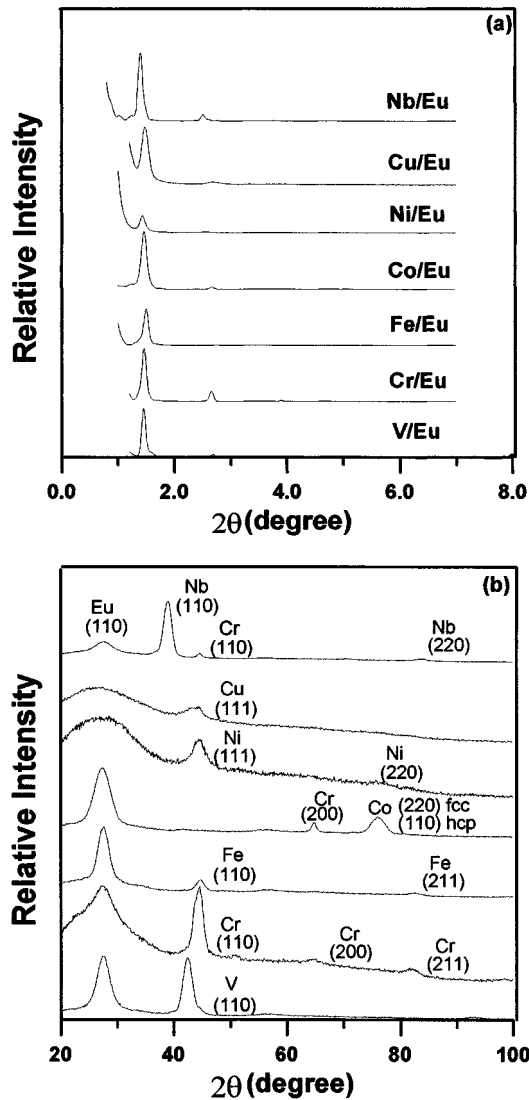 (a)
Relative Intensity
Nb/Eu
Cu/Eu
Ni/Eu
Co/Eu
Fe/Eu
Cr/Eu
V/Eu
0.0 2.0 4.0 6.0 8.0
2θ (degree)
(b)
Relative Intensity
Eu
(110)
Nb
(110)
Cr
(110)
Nb
(220)
Cu
(111)
Ni
(111)
Ni
(220)
Cr
(200)
Co (220) fcc
(110) hcp
Fe
(110)
Fe
(211)
Cr
(110)
Cr
(200)
Cr
(211)
V
(110)
20 40 60 80 100
2θ (degree)